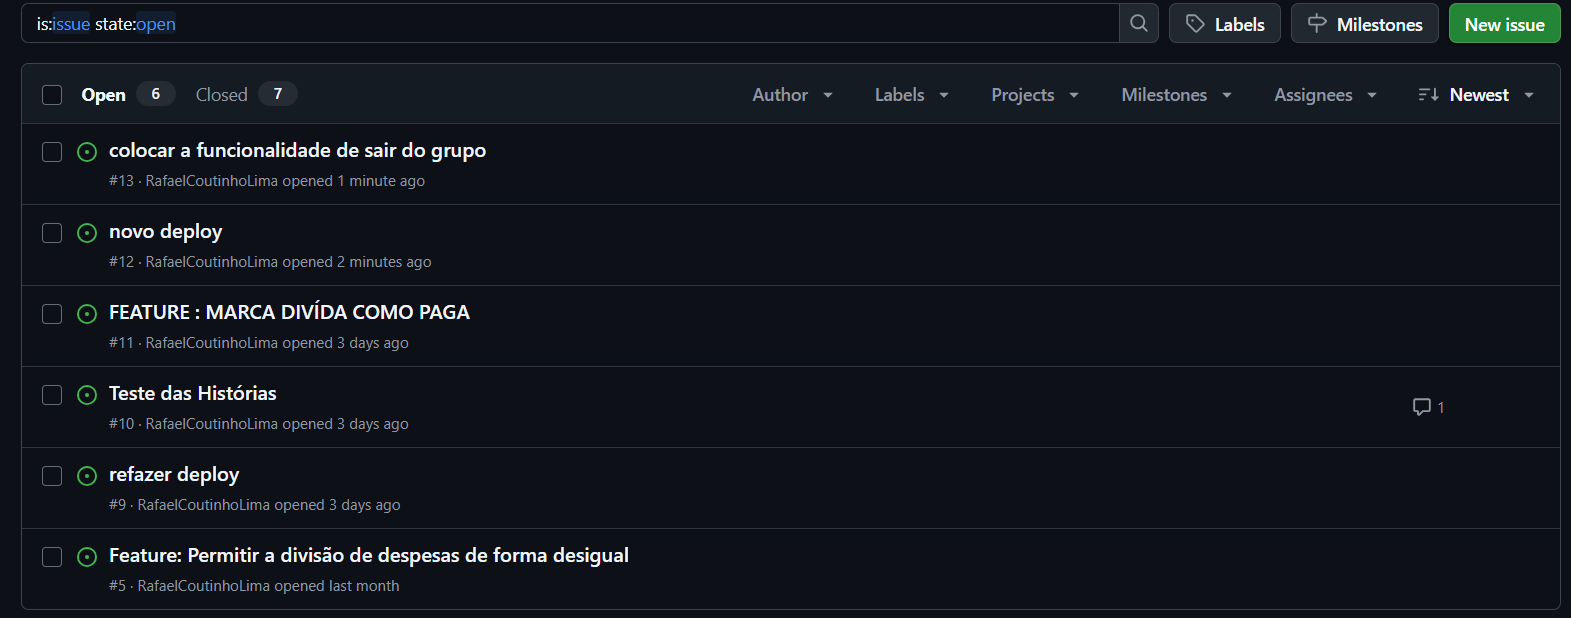 is:issue state:open
Labels
Milestones
New issue
Open 6 Closed 7 Author Labels Projects Milestones Assignees Newest
colocar a funcionalidade de sair do grupo
#13 · RafaelCoutinhoLima opened 1 minute ago
novo deploy
#12 · RafaelCoutinhoLima opened 2 minutes ago
FEATURE : MARCA DIVÍDA COMO PAGA
#11 · RafaelCoutinhoLima opened 3 days ago
Teste das Histórias
1
#10 · RafaelCoutinhoLima opened 3 days ago
refazer deploy
#9 · RafaelCoutinhoLima opened 3 days ago
Feature: Permitir a divisão de despesas de forma desigual
#5 · RafaelCoutinhoLima opened last month